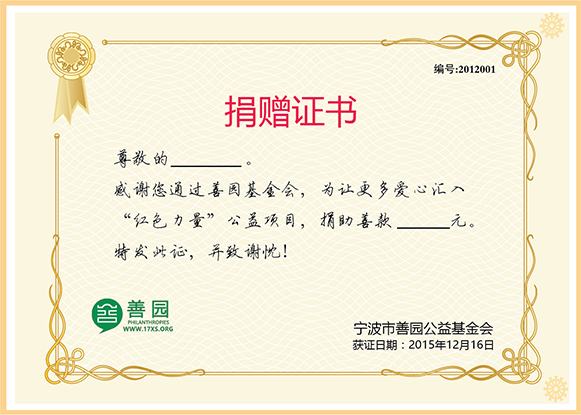 编号:2012001
捐赠证书
尊敬的________。
感谢您通过善园基金会，为让更多爱心汇入
“红色力量”公益项目，捐助善款______元。
特发此证，并致谢忱！
善园
PHILANTHROPIES
WWW.17XS.ORG
宁波市善园公益基金会
获证日期：2015年12月16日